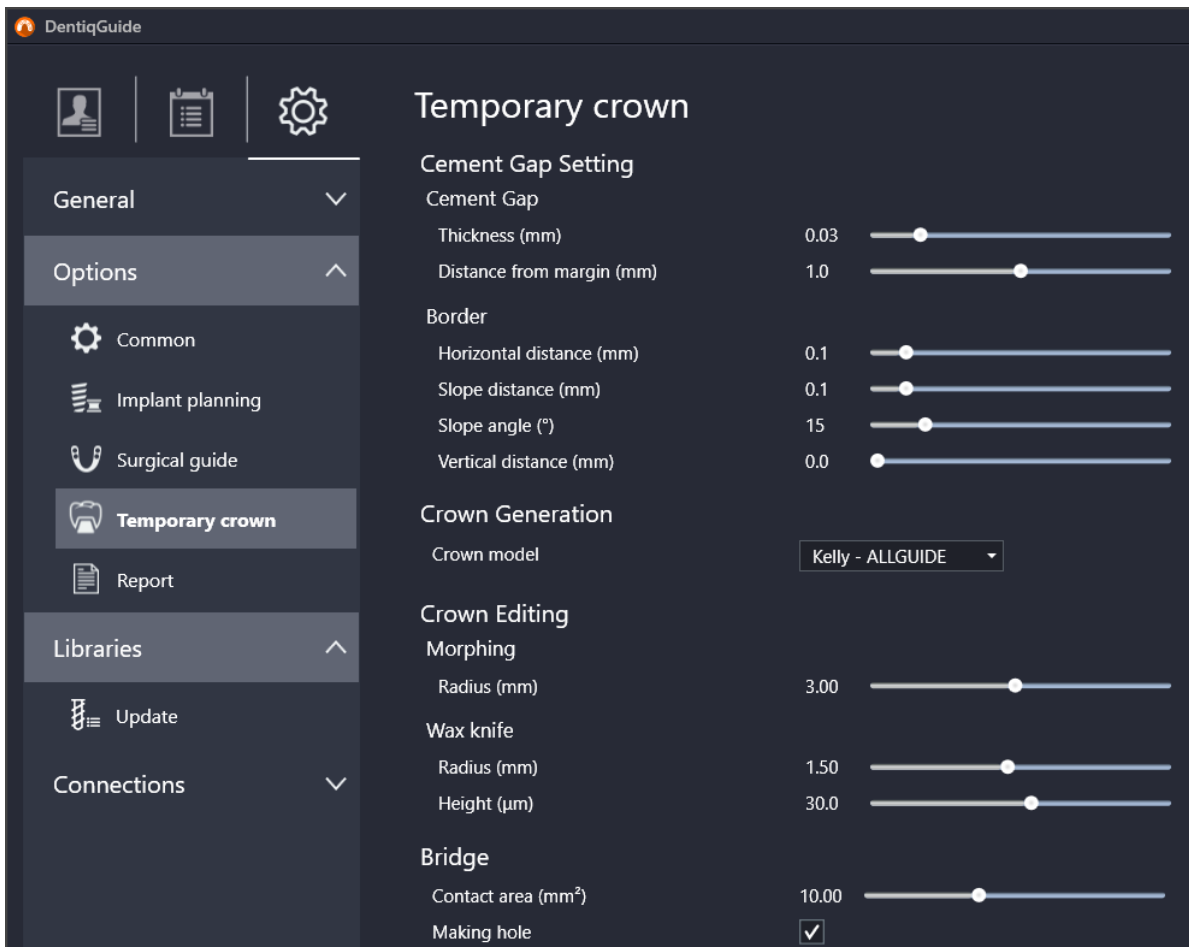 DentiqGuide
General
Options
Common
Implant planning
Surgical guide
Temporary crown
Report
Libraries
Update
Connections
Temporary crown
Cement Gap Setting
Cement Gap
Thickness (mm) 0.03
Distance from margin (mm) 1.0
Border
Horizontal distance (mm) 0.1
Slope distance (mm) 0.1
Slope angle (°) 15
Vertical distance (mm) 0.0
Crown Generation
Crown model Kelly - ALLGUIDE
Crown Editing
Morphing
Radius (mm) 3.00
Wax knife
Radius (mm) 1.50
Height (μm) 30.0
Bridge
Contact area (mm²) 10.00
Making hole